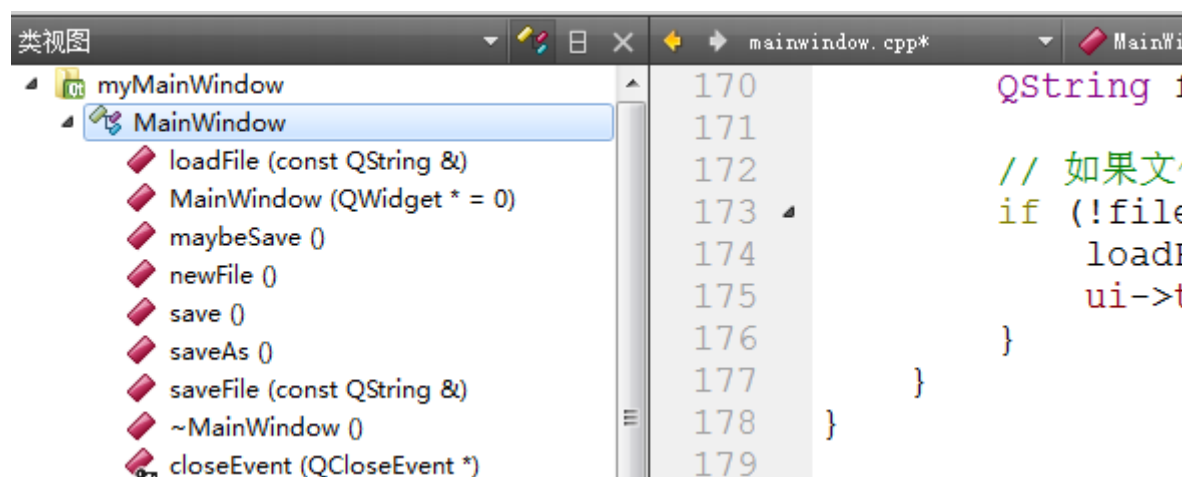 类视图
myMainWindow
MainWindow
loadFile (const QString &)
MainWindow (QWidget * = 0)
maybeSave ()
newFile ()
save ()
saveAs ()
saveFile (const QString &)
~MainWindow ()
closeEvent (QCloseEvent *)
mainwindow.cpp*
170 QString
171
172 // 如果文
173 if (!file
174
175 ui->
176 }
177 }
178 }
179